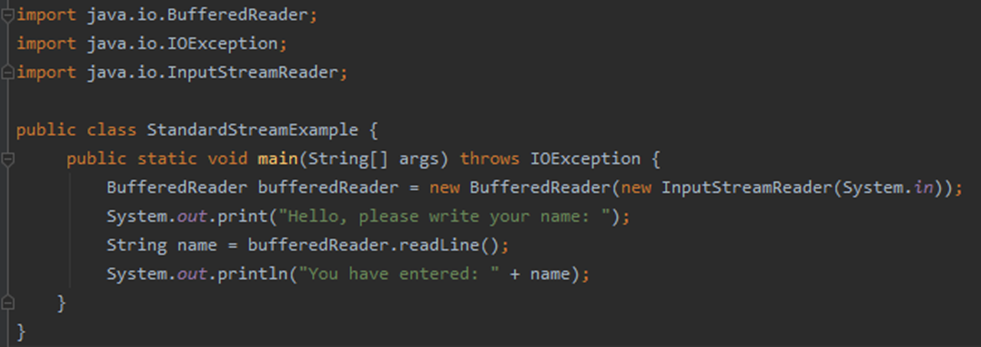 import java.io.BufferedReader;
import java.io.IOException;
import java.io.InputStreamReader;

public class StandardStreamExample {
    public static void main(String[] args) throws IOException {
        BufferedReader bufferedReader = new BufferedReader(new InputStreamReader(System.in));
        System.out.print("Hello, please write your name: ");
        String name = bufferedReader.readLine();
        System.out.println("You have entered: " + name);
    }
}